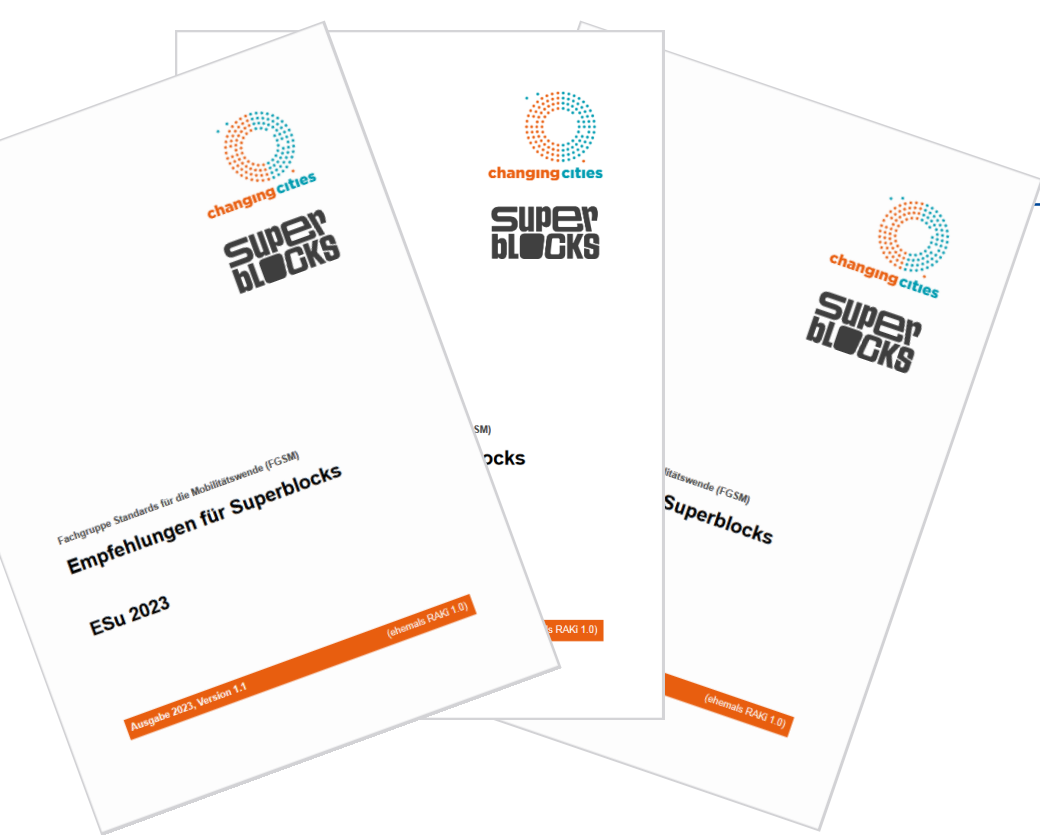 changing cities
super
blocks
Fachgruppe Standards für die Mobilitätswende (FGSM)
Empfehlungen für Superblocks
ESu 2023
Ausgabe 2023, Version 1.1 (ehemals RAKi 1.0)
changing cities
super
blocks
SM)
ocks
s RAKi 1.0)
changing cities
super
blocks
litätswende (FGSM)
Superblocks
(ehemals RAKi 1.0)